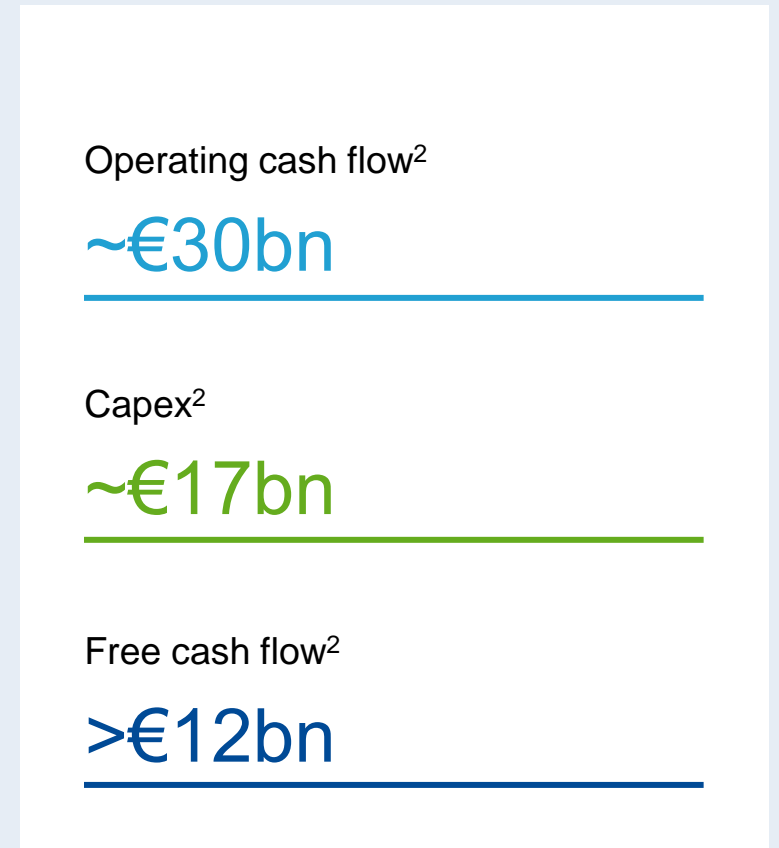 Operating cash flow²
~€30bn
Capex²
~€17bn
Free cash flow²
>€12bn